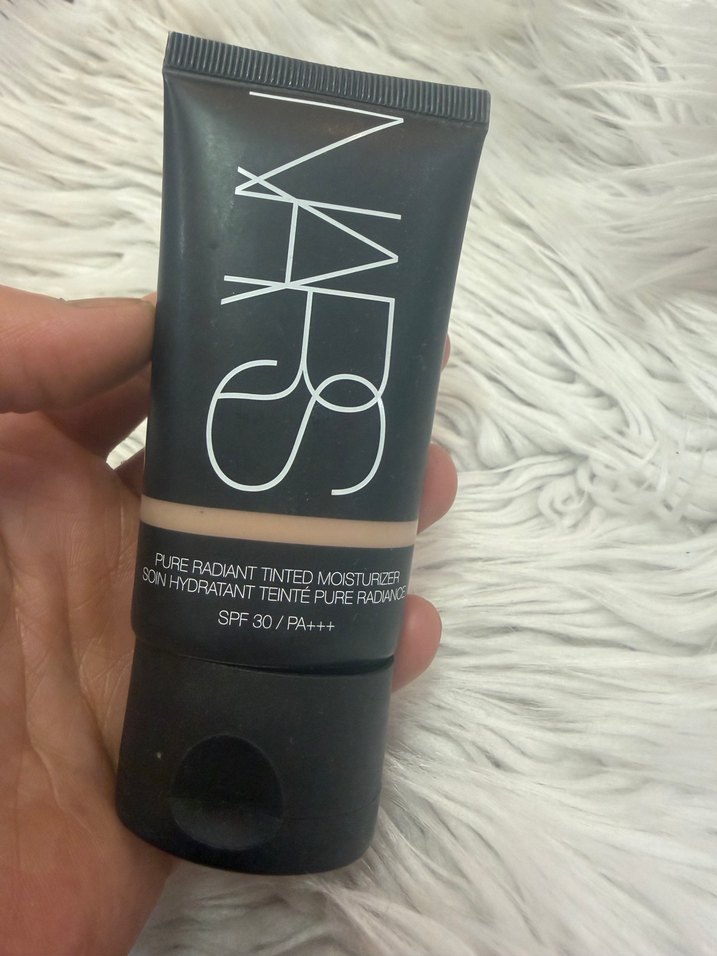 NARS
PURE RADIANT TINTED MOISTURIZER
SOIN HYDRATANT TEINTÉ PURE RADIANCE
SPF 30 / PA+++